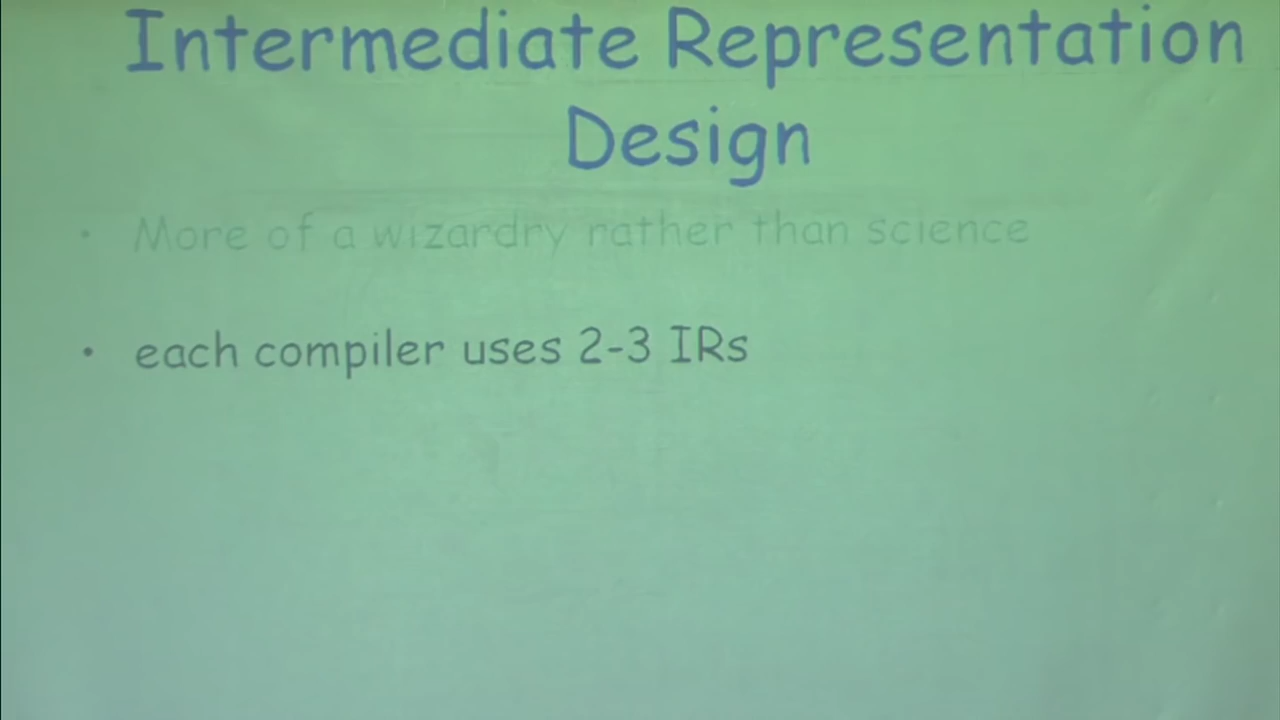 Intermediate Representation
Design
• More of a wizardry rather than science
• each compiler uses 2-3 IRs